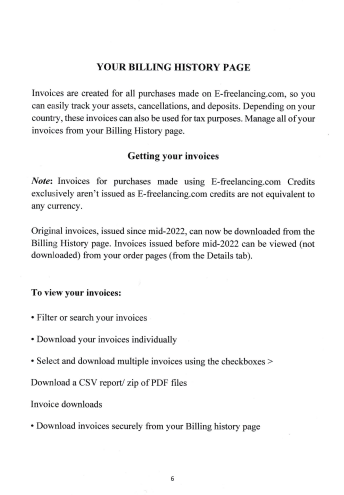 YOUR BILLING HISTORY PAGE
Invoices are created for all purchases made on E-freelancing.com, so you
can easily track your assets, cancellations, and deposits. Depending on your
country, these invoices can also be used for tax purposes. Manage all of your
invoices from your Billing History page.
Getting your invoices
Note: Invoices for purchases made using E-freelancing.com Credits
exclusively aren't issued as E-freelancing.com credits are not equivalent to
any currency.
Original invoices, issued since mid-2022, can now be downloaded from the
Billing History page. Invoices issued before mid-2022 can be viewed (not
downloaded) from your order pages (from the Details tab).
To view your invoices:
• Filter or search your invoices
• Download your invoices individually
• Select and download multiple invoices using the checkboxes >
Download a CSV report/ zip of PDF files
Invoice downloads
• Download invoices securely from your Billing history page
6